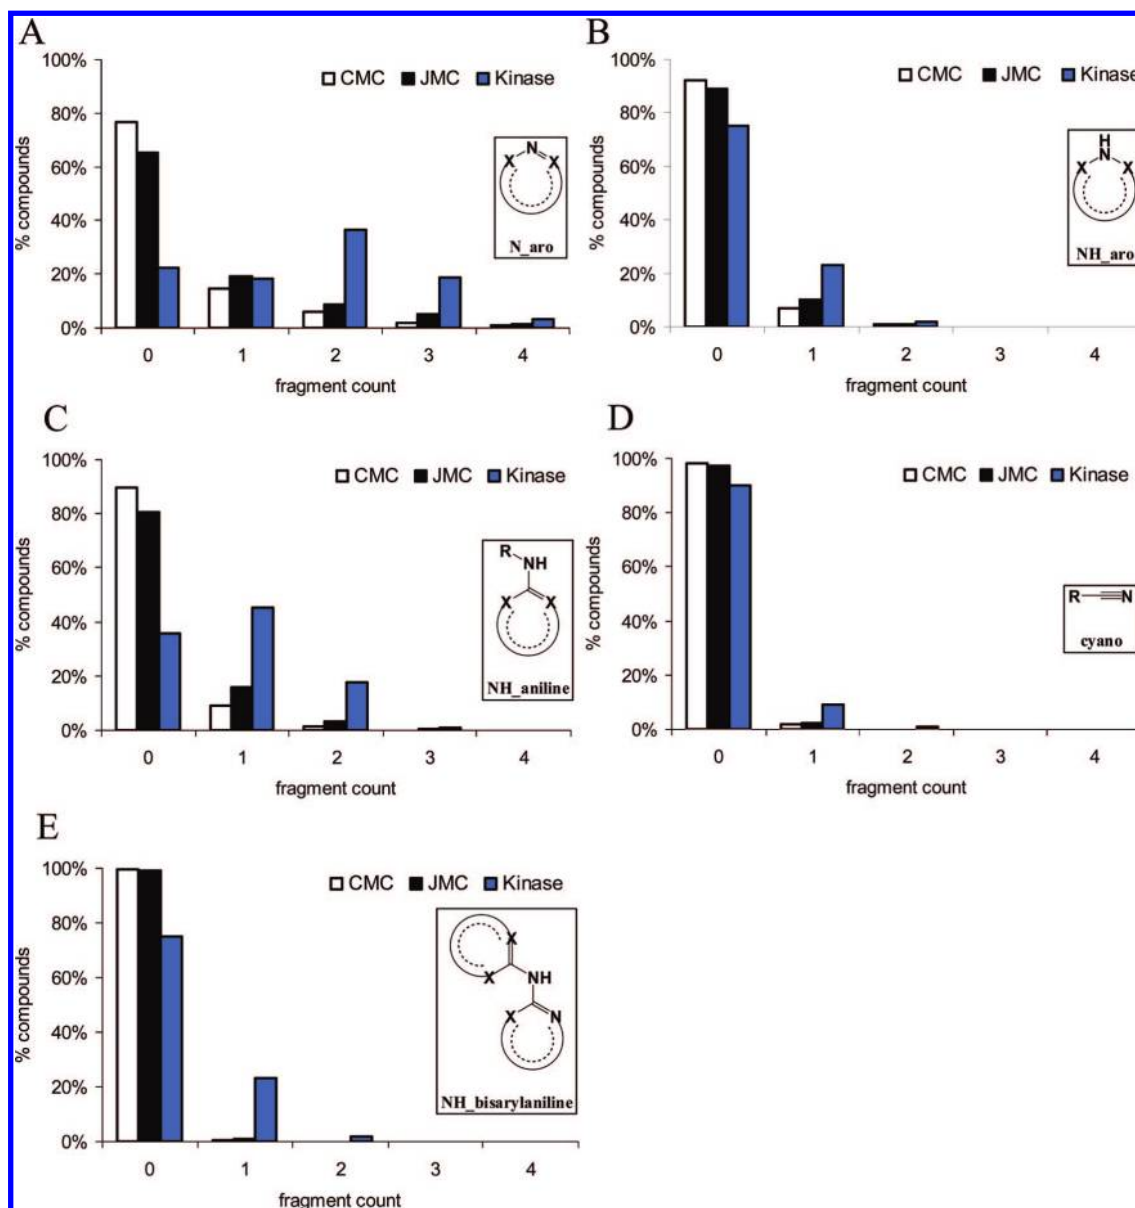 A
100%
80%
60%
40%
20%
0%
% compounds
CMC JMC Kinase
X N X
N_aro
0 1 2 3 4
fragment count
B
100%
80%
60%
40%
20%
0%
% compounds
CMC JMC Kinase
H
N
X X
NH_aro
0 1 2 3 4
fragment count
C
100%
80%
60%
40%
20%
0%
% compounds
CMC JMC Kinase
R NH
X X
NH_aniline
0 1 2 3 4
fragment count
D
100%
80%
60%
40%
20%
0%
% compounds
CMC JMC Kinase
R N
cyano
0 1 2 3 4
fragment count
E
100%
80%
60%
40%
20%
0%
% compounds
CMC JMC Kinase
X
X NH
X N
NH_bisarylaniline
0 1 2 3 4
fragment count